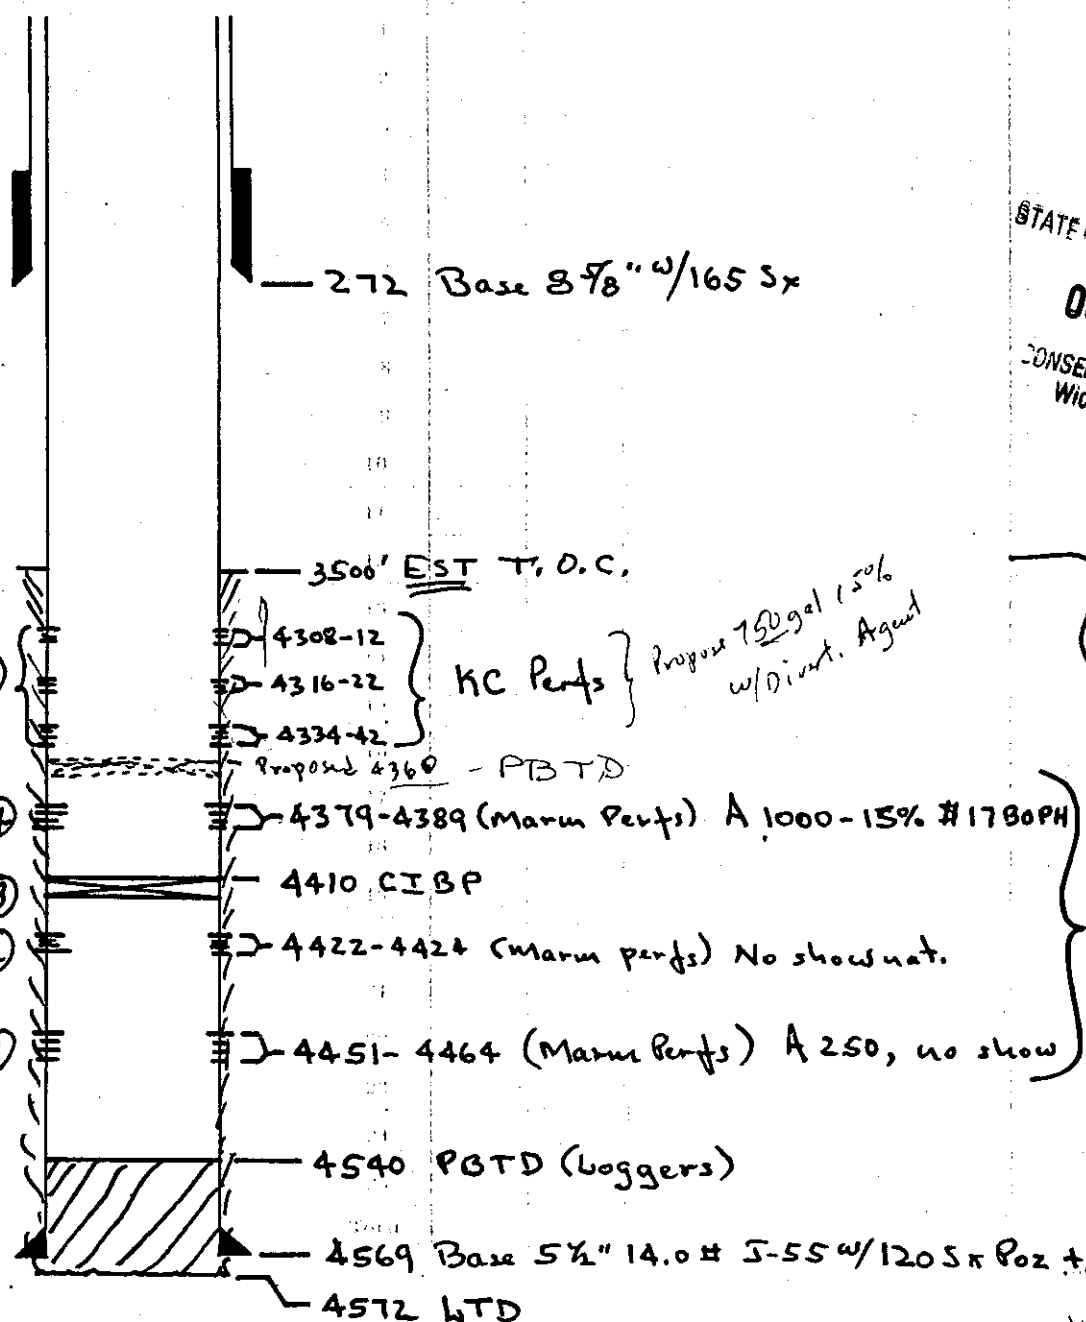 STATE
272 Base 8 5/8" w/165 Sx
CONSE
Wic
10
3500' EST T.O.C.
4308-12
4316-22
4334-42
KC Perfs
Propose 750 gal 15%
w/Divert. Agent
Proposed 4360 - PBTD
4379-4389 (Marm Perfs) A 1000-15% #17BOPH
4410 CIBP
4422-4424 (Marm perfs) No show nat.
4451-4464 (Marm Perfs) A 250, no show
4540 PBTD (Loggers)
4569 Base 5½" 14.0# J-55 w/120 Sx Poz
4572 LTD